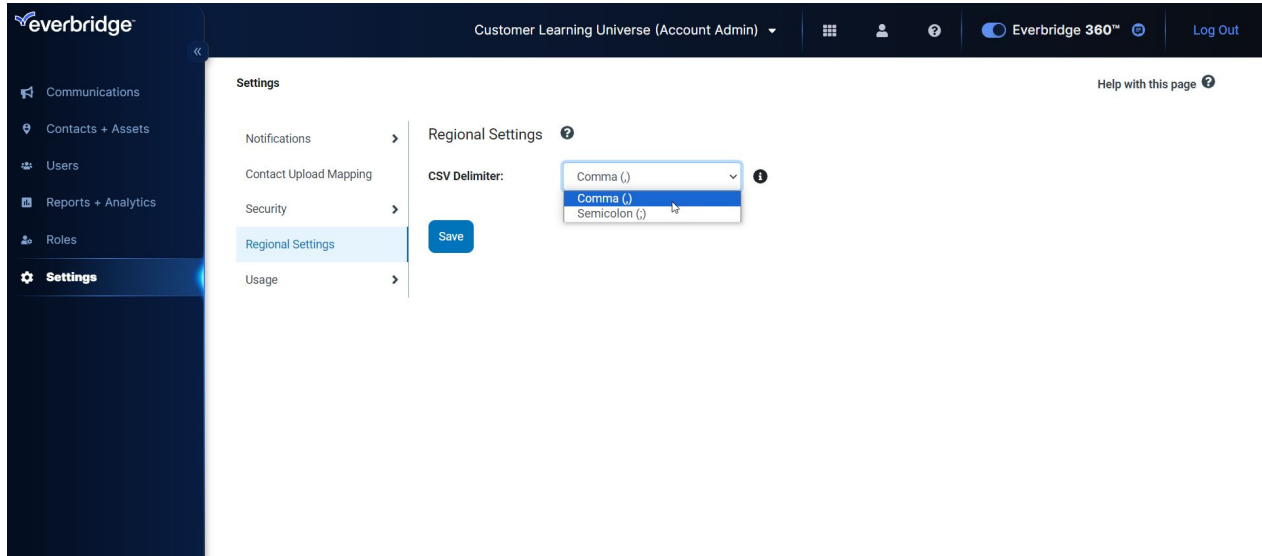 everbridge™
Customer Learning Universe (Account Admin)
Everbridge 360™
Log Out
Communications
Contacts + Assets
Users
Reports + Analytics
Roles
Settings
Settings
Help with this page
Notifications
Contact Upload Mapping
Security
Regional Settings
Usage
Regional Settings
CSV Delimiter:
Comma (,)
Comma (,)
Semicolon (;)
Save